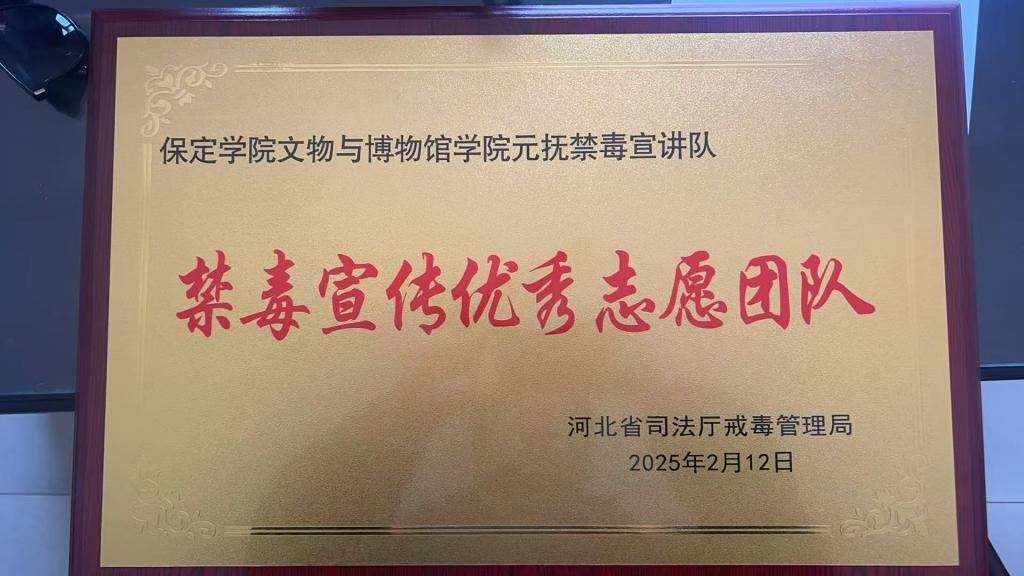 保定学院文物与博物馆学院元抚禁毒宣讲队
禁毒宣传优秀志愿团队
河北省司法厅戒毒管理局
2025年2月12日